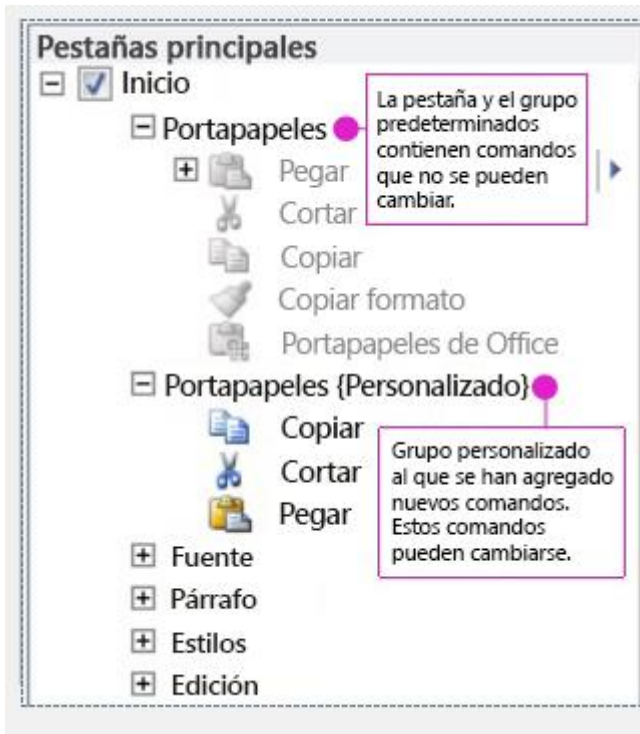 Pestañas principales
Inicio
Portapapeles
La pestaña y el grupo
predeterminados
contienen comandos
que no se pueden
cambiar.
Pegar
Cortar
Copiar
Copiar formato
Portapapeles de Office
Portapapeles {Personalizado}
Copiar
Cortar
Pegar
Grupo personalizado
al que se han agregado
nuevos comandos.
Estos comandos
pueden cambiarse.
Fuente
Párrafo
Estilos
Edición